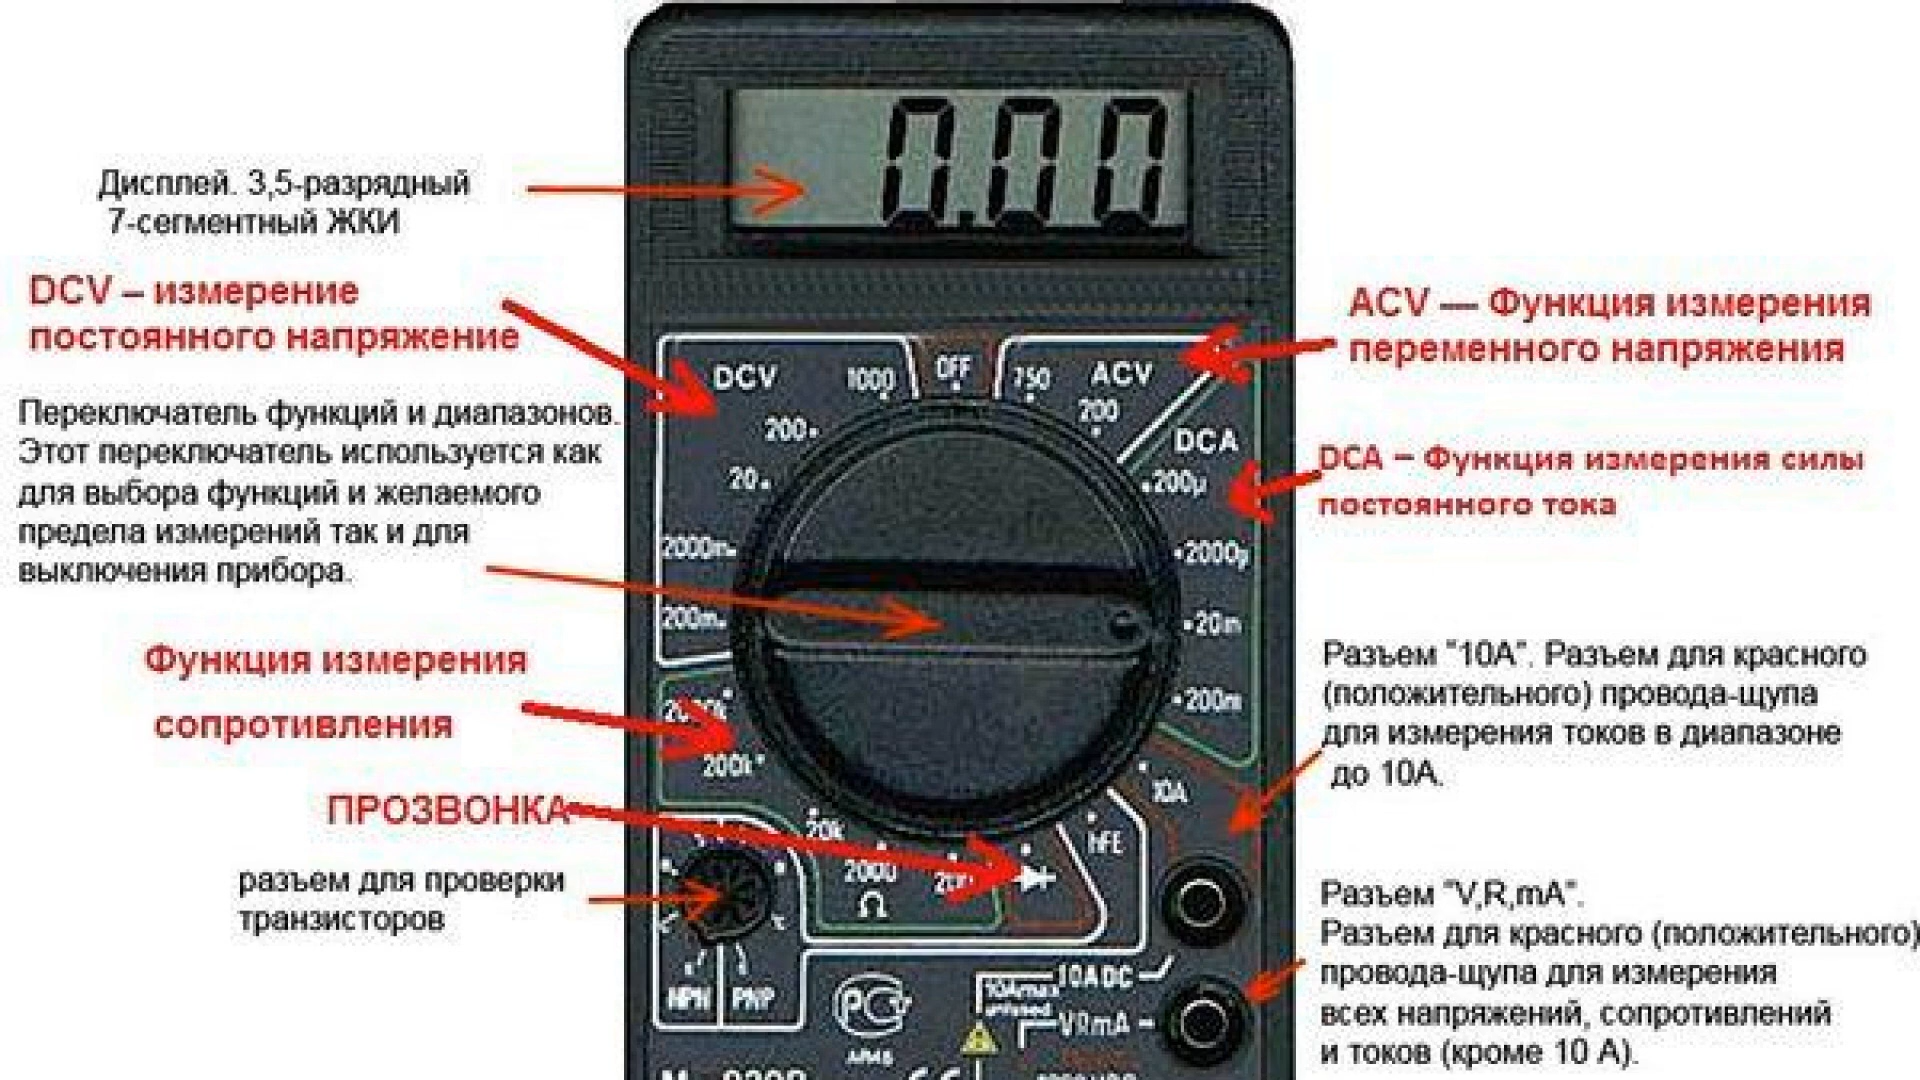 0.00
Дисплей. 3,5-разрядный
7-сегментный ЖКИ
DCV – измерение
постоянного напряжение
Переключатель функций и диапазонов.
Этот переключатель используется как
для выбора функций и желаемого
предела измерений так и для
выключения прибора.
Функция измерения
сопротивления
ПРОЗВОНКА
разъем для проверки
транзисторов
ACV — Функция измерения
переменного напряжения
DCA – Функция измерения силы
постоянного тока
Разъем "10А". Разъем для красного
(положительного) провода-щупа
для измерения токов в диапазоне
до 10А.
Разъем "V,R,mA".
Разъем для красного (положительного)
провода-щупа для измерения
всех напряжений, сопротивлений
и токов (кроме 10 А).
DCV
1000
OFF
750
ACV
200
200
DCA
20
200µ
2000m
2000µ
200m
20m
200m
200k
10A
20k
hFE
2000
Ω
NPN
PNP
10A DC
10Amax
unfused
VΩmA